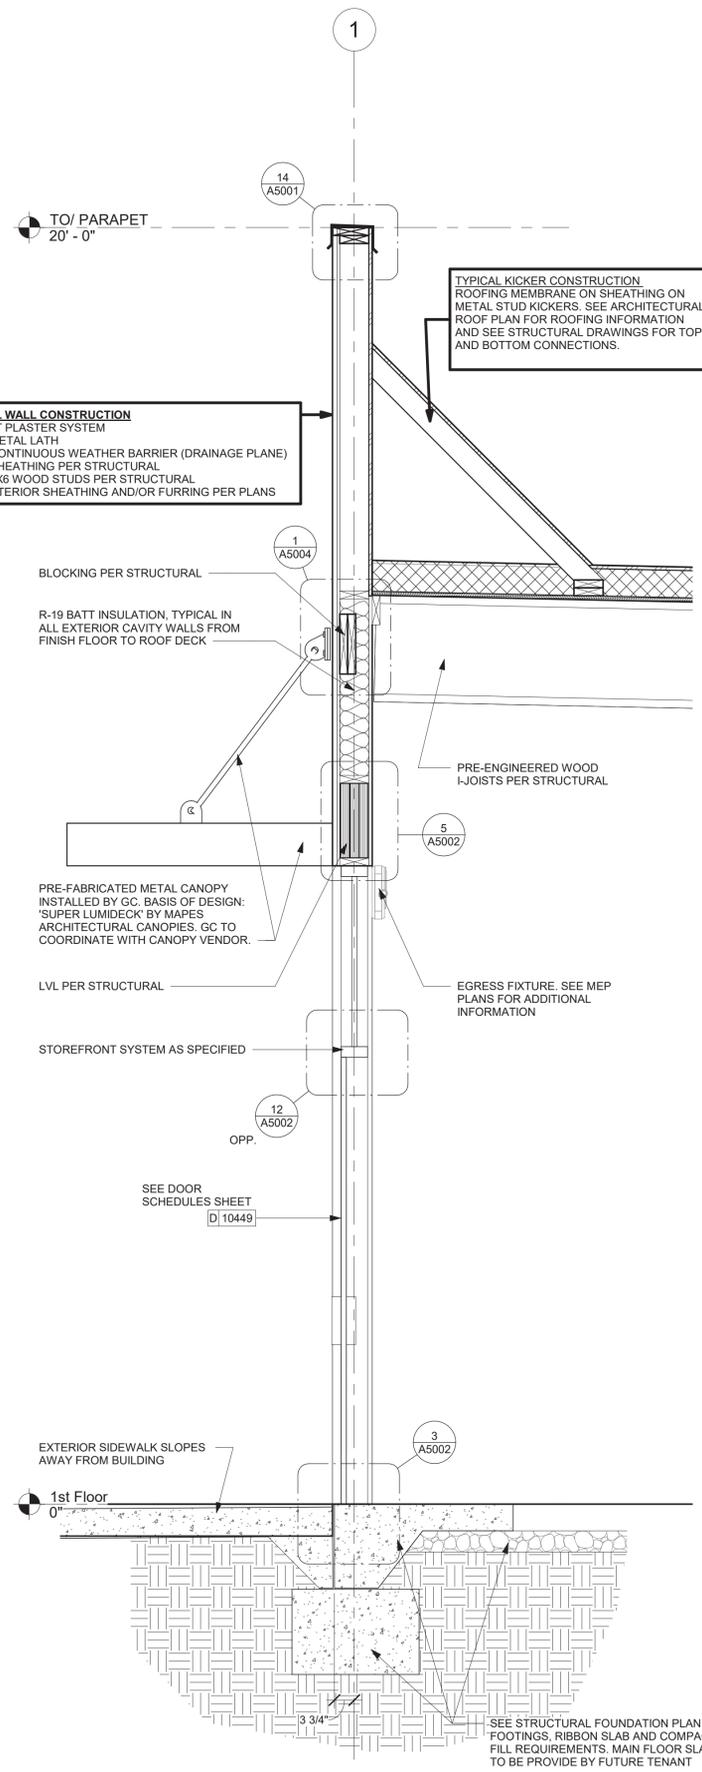 1
14
A5001
TO/ PARAPET
20' - 0"
TYPICAL KICKER CONSTRUCTION
ROOFING MEMBRANE ON SHEATHING ON
METAL STUD KICKERS. SEE ARCHITECTURAL
ROOF PLAN FOR ROOFING INFORMATION
AND SEE STRUCTURAL DRAWINGS FOR TOP
AND BOTTOM CONNECTIONS.
WALL CONSTRUCTION
PLASTER SYSTEM
LATH
CONTINUOUS WEATHER BARRIER (DRAINAGE PLANE)
SHEATHING PER STRUCTURAL
WOOD STUDS PER STRUCTURAL
SHEATHING AND/OR FURRING PER PLANS
1
A5004
BLOCKING PER STRUCTURAL
R-19 BATT INSULATION, TYPICAL IN
ALL EXTERIOR CAVITY WALLS FROM
FINISH FLOOR TO ROOF DECK
PRE-ENGINEERED WOOD
I-JOISTS PER STRUCTURAL
5
A5002
PRE-FABRICATED METAL CANOPY
INSTALLED BY GC. BASIS OF DESIGN:
'SUPER LUMIDECK' BY MAPES
ARCHITECTURAL CANOPIES. GC TO
COORDINATE WITH CANOPY VENDOR.
LVL PER STRUCTURAL
EGRESS FIXTURE. SEE MEP
PLANS FOR ADDITIONAL
INFORMATION
STOREFRONT SYSTEM AS SPECIFIED
12
A5002
OPP.
SEE DOOR
SCHEDULES SHEET
D 10449
3
A5002
EXTERIOR SIDEWALK SLOPES
AWAY FROM BUILDING
1st Floor
0"
3 3/4"
SEE STRUCTURAL FOUNDATION PLAN
FOOTINGS, RIBBON SLAB AND COMPA
FILL REQUIREMENTS. MAIN FLOOR SLA
TO BE PROVIDE BY FUTURE TENANT